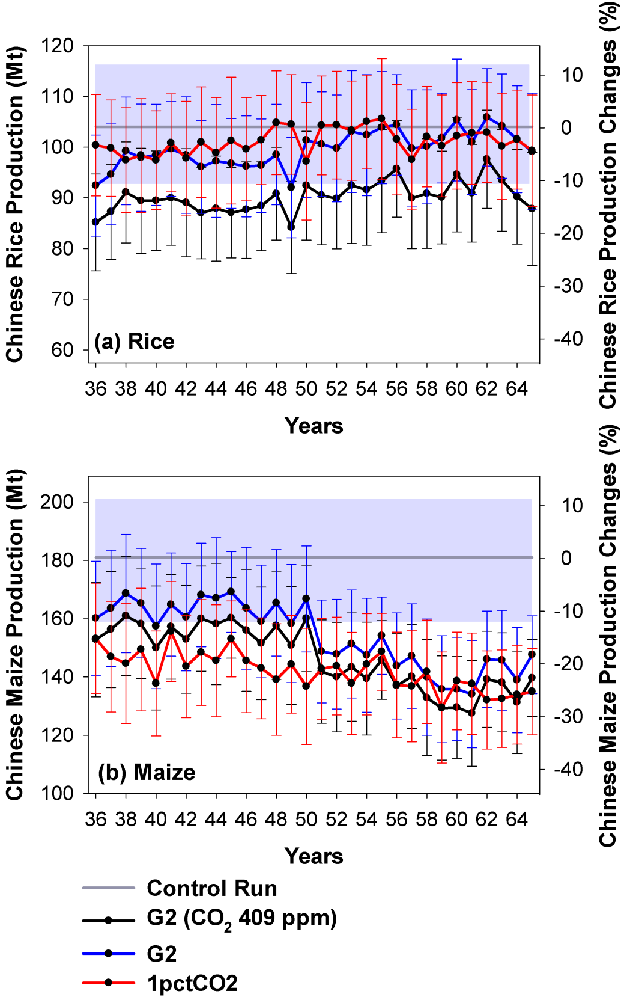 Chinese Rice Production (Mt)
120
110
100
90
80
70
60
10
0
-10
-20
-30
-40
Chinese Rice Production Changes (%)
(a) Rice
36 38 40 42 44 46 48 50 52 54 56 58 60 62 64
Years
Chinese Maize Production (Mt)
200
180
160
140
120
100
10
0
-10
-20
-30
-40
Chinese Maize Production Changes (%)
(b) Maize
36 38 40 42 44 46 48 50 52 54 56 58 60 62 64
Years
Control Run
G2 (CO₂ 409 ppm)
G2
1pctCO2